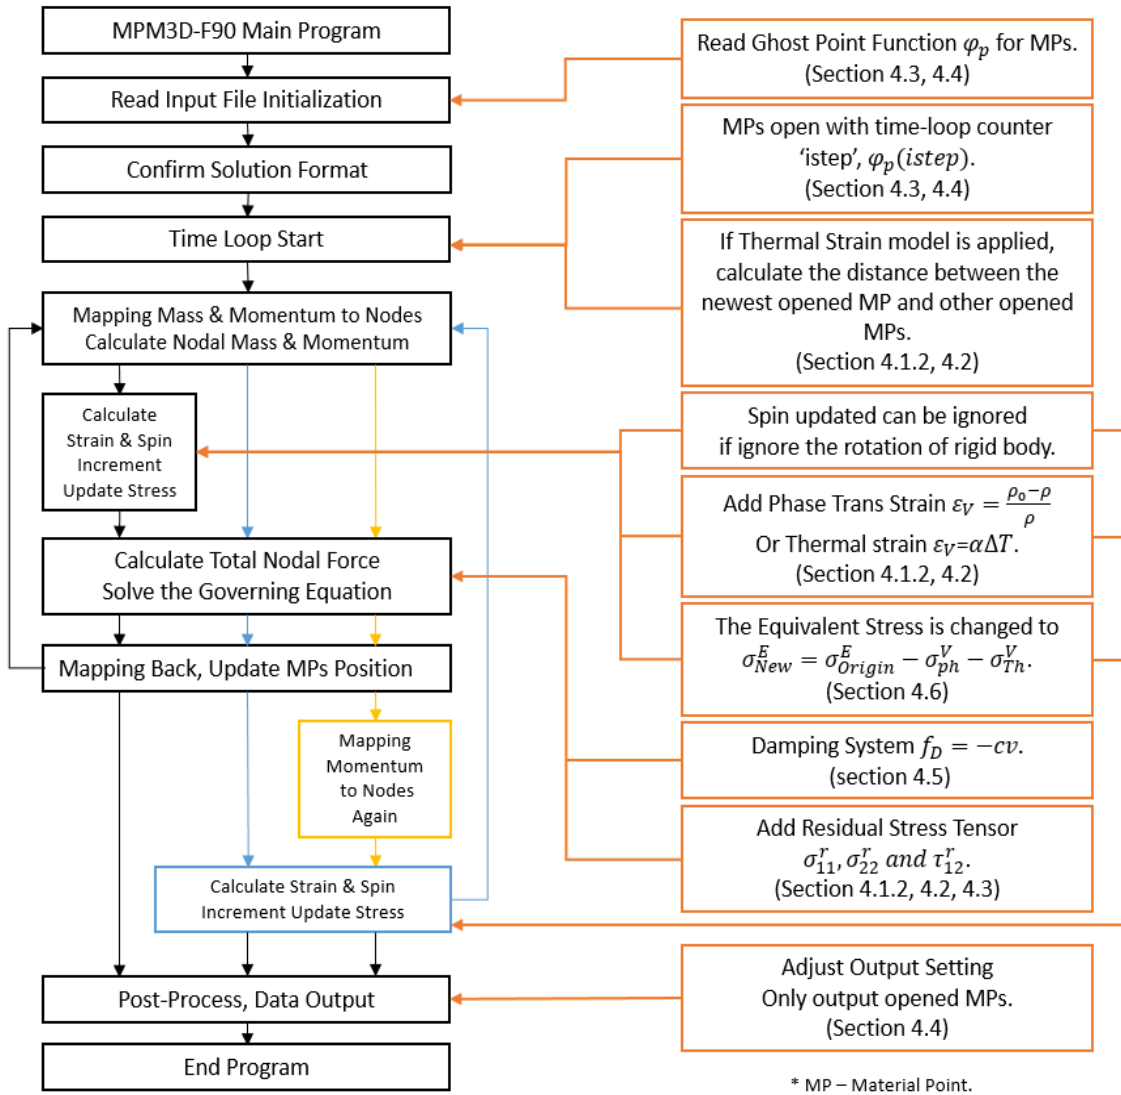 MPM3D-F90 Main Program
Read Input File Initialization
Confirm Solution Format
Time Loop Start
Mapping Mass & Momentum to Nodes
Calculate Nodal Mass & Momentum
Calculate
Strain & Spin
Increment
Update Stress
Calculate Total Nodal Force
Solve the Governing Equation
Mapping Back, Update MPs Position
Mapping
Momentum
to Nodes
Again
Calculate Strain & Spin
Increment Update Stress
Post-Process, Data Output
End Program
Read Ghost Point Function φ_p for MPs.
(Section 4.3, 4.4)
MPs open with time-loop counter
‘istep’, φ_p(istep).
(Section 4.3, 4.4)
If Thermal Strain model is applied,
calculate the distance between the
newest opened MP and other opened
MPs.
(Section 4.1.2, 4.2)
Spin updated can be ignored
if ignore the rotation of rigid body.
Add Phase Trans Strain ε_V = (ρ_0−ρ)/ρ
Or Thermal strain ε_V=αΔT.
(Section 4.1.2, 4.2)
The Equivalent Stress is changed to
σ^E_New = σ^E_Origin − σ^V_ph − σ^V_Th.
(Section 4.6)
Damping System f_D = −cv.
(section 4.5)
Add Residual Stress Tensor
σ^r_11, σ^r_22 and τ^r_12.
(Section 4.1.2, 4.2, 4.3)
Adjust Output Setting
Only output opened MPs.
(Section 4.4)
* MP – Material Point.